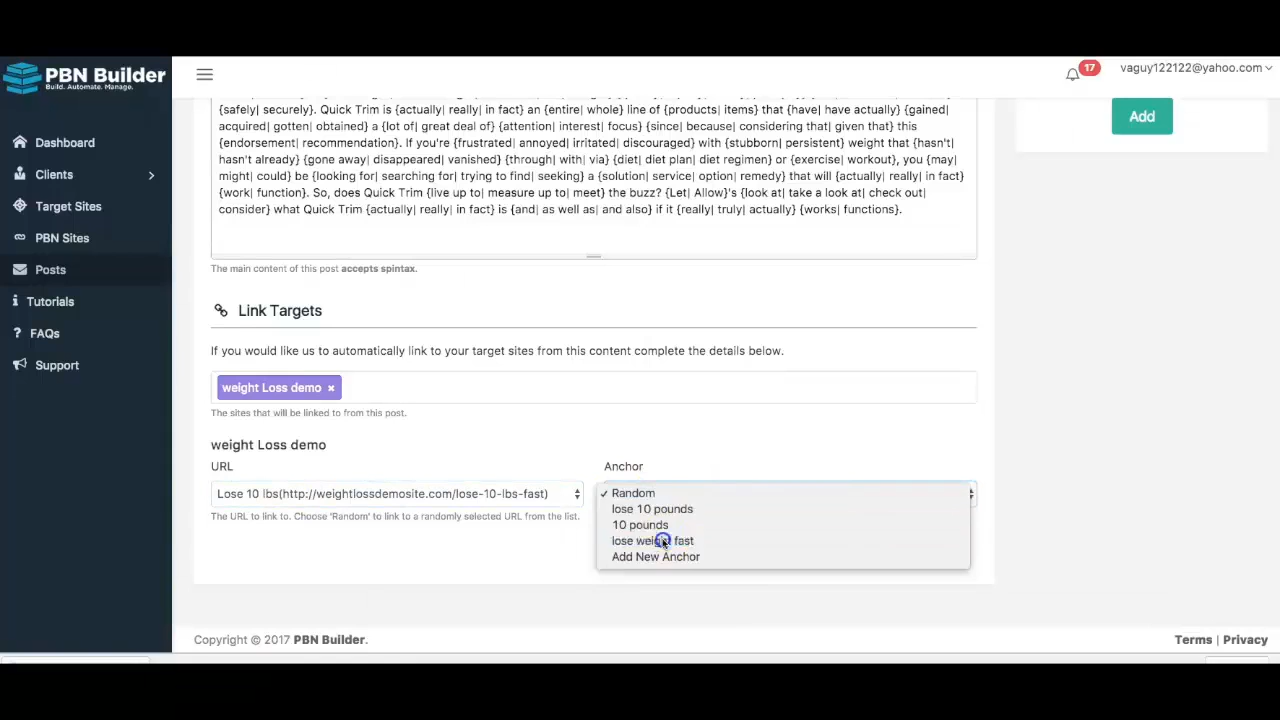 PBN Builder
Build. Automate. Manage.
17
vaguy122122@yahoo.com
Dashboard
Clients
Target Sites
PBN Sites
Posts
Tutorials
FAQs
Support
{safely| securely}. Quick Trim is {actually| really| in fact} an {entire| whole} line of {products| items} that {have| have actually} {gained|
acquired| gotten| obtained} a {lot of| great deal of} {attention| interest| focus} {since| because| considering that| given that} this
{endorsement| recommendation}. If you're {frustrated| annoyed| irritated| discouraged} with {stubborn| persistent} weight that {hasn't|
hasn't already} {gone away| disappeared| vanished} {through| with| via} {diet| diet plan| diet regimen} or {exercise| workout}, you {may|
might| could} be {looking for| searching for| trying to find| seeking} a {solution| service| option| remedy} that will {actually| really| in fact}
{work| function}. So, does Quick Trim {live up to| measure up to| meet} the buzz? {Let| Allow}'s {look at| take a look at| check out|
consider} what Quick Trim {actually| really| in fact} is {and| as well as| and also} if it {really| truly| actually} {works| functions}.
The main content of this post accepts spintax.
Link Targets
If you would like us to automatically link to your target sites from this content complete the details below.
weight Loss demo ×
The sites that will be linked to from this post.
weight Loss demo
URL
Anchor
Lose 10 lbs(http://weightlossdemosite.com/lose-10-lbs-fast)
The URL to link to. Choose 'Random' to link to a randomly selected URL from the list.
✓ Random
lose 10 pounds
10 pounds
lose weight fast
Add New Anchor
Add
Copyright © 2017 PBN Builder.
Terms | Privacy